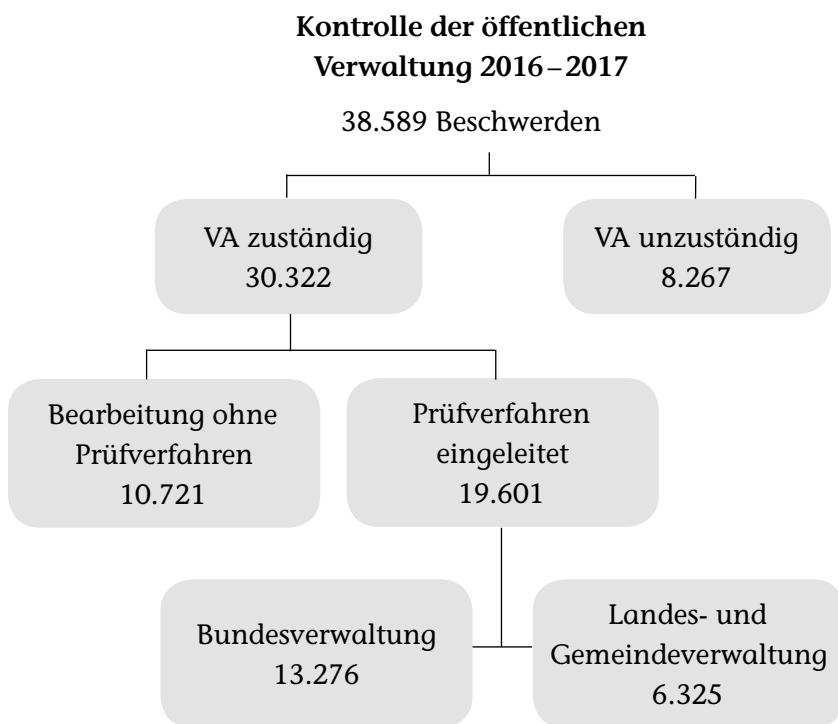 Kontrolle der öffentlichen
Verwaltung 2016–2017
38.589 Beschwerden
VA zuständig
30.322
VA unzuständig
8.267
Bearbeitung ohne
Prüfverfahren
10.721
Prüfverfahren
eingeleitet
19.601
Bundesverwaltung
13.276
Landes- und
Gemeindeverwaltung
6.325